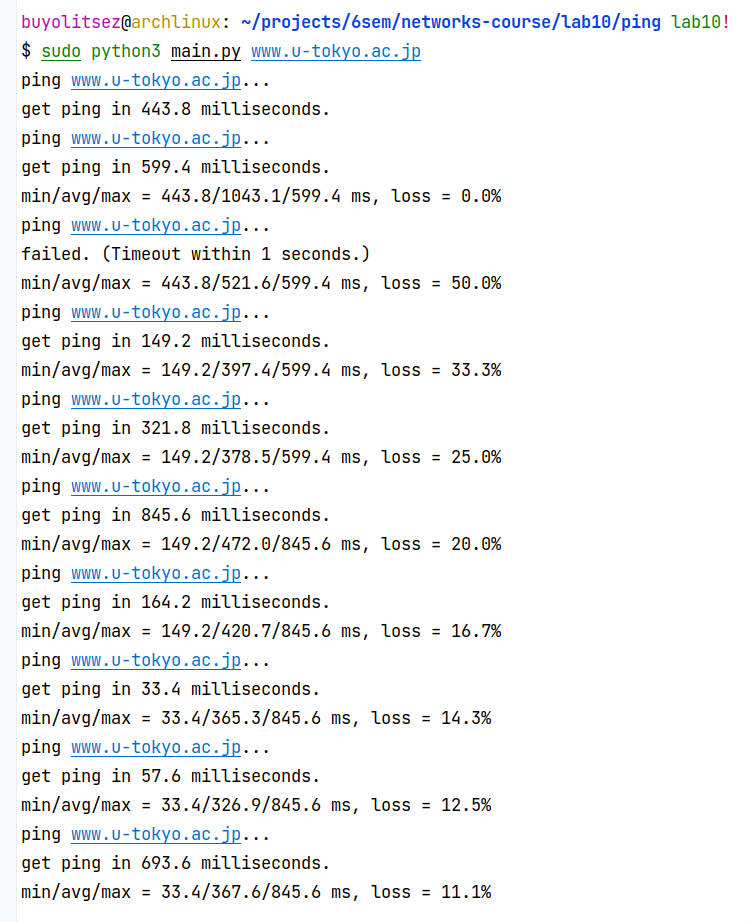 buyolitsez@archlinux: ~/projects/6sem/networks-course/lab10/ping lab10!
$ sudo python3 main.py www.u-tokyo.ac.jp
ping www.u-tokyo.ac.jp...
get ping in 443.8 milliseconds.
ping www.u-tokyo.ac.jp...
get ping in 599.4 milliseconds.
min/avg/max = 443.8/1043.1/599.4 ms, loss = 0.0%
ping www.u-tokyo.ac.jp...
failed. (Timeout within 1 seconds.)
min/avg/max = 443.8/521.6/599.4 ms, loss = 50.0%
ping www.u-tokyo.ac.jp...
get ping in 149.2 milliseconds.
min/avg/max = 149.2/397.4/599.4 ms, loss = 33.3%
ping www.u-tokyo.ac.jp...
get ping in 321.8 milliseconds.
min/avg/max = 149.2/378.5/599.4 ms, loss = 25.0%
ping www.u-tokyo.ac.jp...
get ping in 845.6 milliseconds.
min/avg/max = 149.2/472.0/845.6 ms, loss = 20.0%
ping www.u-tokyo.ac.jp...
get ping in 164.2 milliseconds.
min/avg/max = 149.2/420.7/845.6 ms, loss = 16.7%
ping www.u-tokyo.ac.jp...
get ping in 33.4 milliseconds.
min/avg/max = 33.4/365.3/845.6 ms, loss = 14.3%
ping www.u-tokyo.ac.jp...
get ping in 57.6 milliseconds.
min/avg/max = 33.4/326.9/845.6 ms, loss = 12.5%
ping www.u-tokyo.ac.jp...
get ping in 693.6 milliseconds.
min/avg/max = 33.4/367.6/845.6 ms, loss = 11.1%